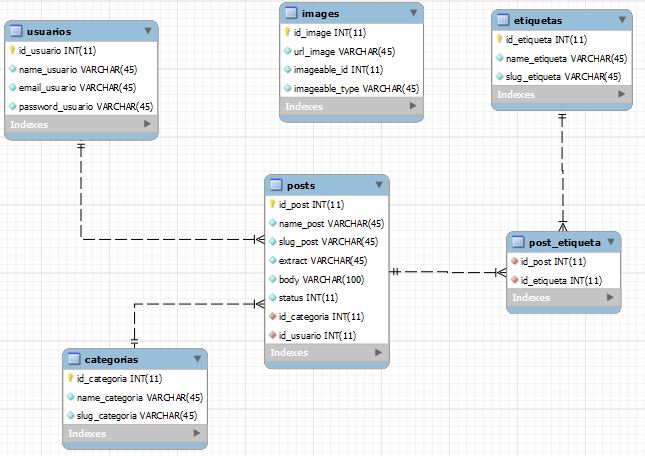 usuarios
id_usuario INT(11)
name_usuario VARCHAR(45)
email_usuario VARCHAR(45)
password_usuario VARCHAR(45)
Indexes
images
id_image INT(11)
url_image VARCHAR(45)
imageable_id INT(11)
imageable_type VARCHAR(45)
Indexes
etiquetas
id_etiqueta INT(11)
name_etiqueta VARCHAR(45)
slug_etiqueta VARCHAR(45)
Indexes
posts
id_post INT(11)
name_post VARCHAR(45)
slug_post VARCHAR(45)
extract VARCHAR(45)
body VARCHAR(100)
status INT(11)
id_categoria INT(11)
id_usuario INT(11)
Indexes
post_etiqueta
id_post INT(11)
id_etiqueta INT(11)
Indexes
categorias
id_categoria INT(11)
name_categoria VARCHAR(45)
slug_categoria VARCHAR(45)
Indexes